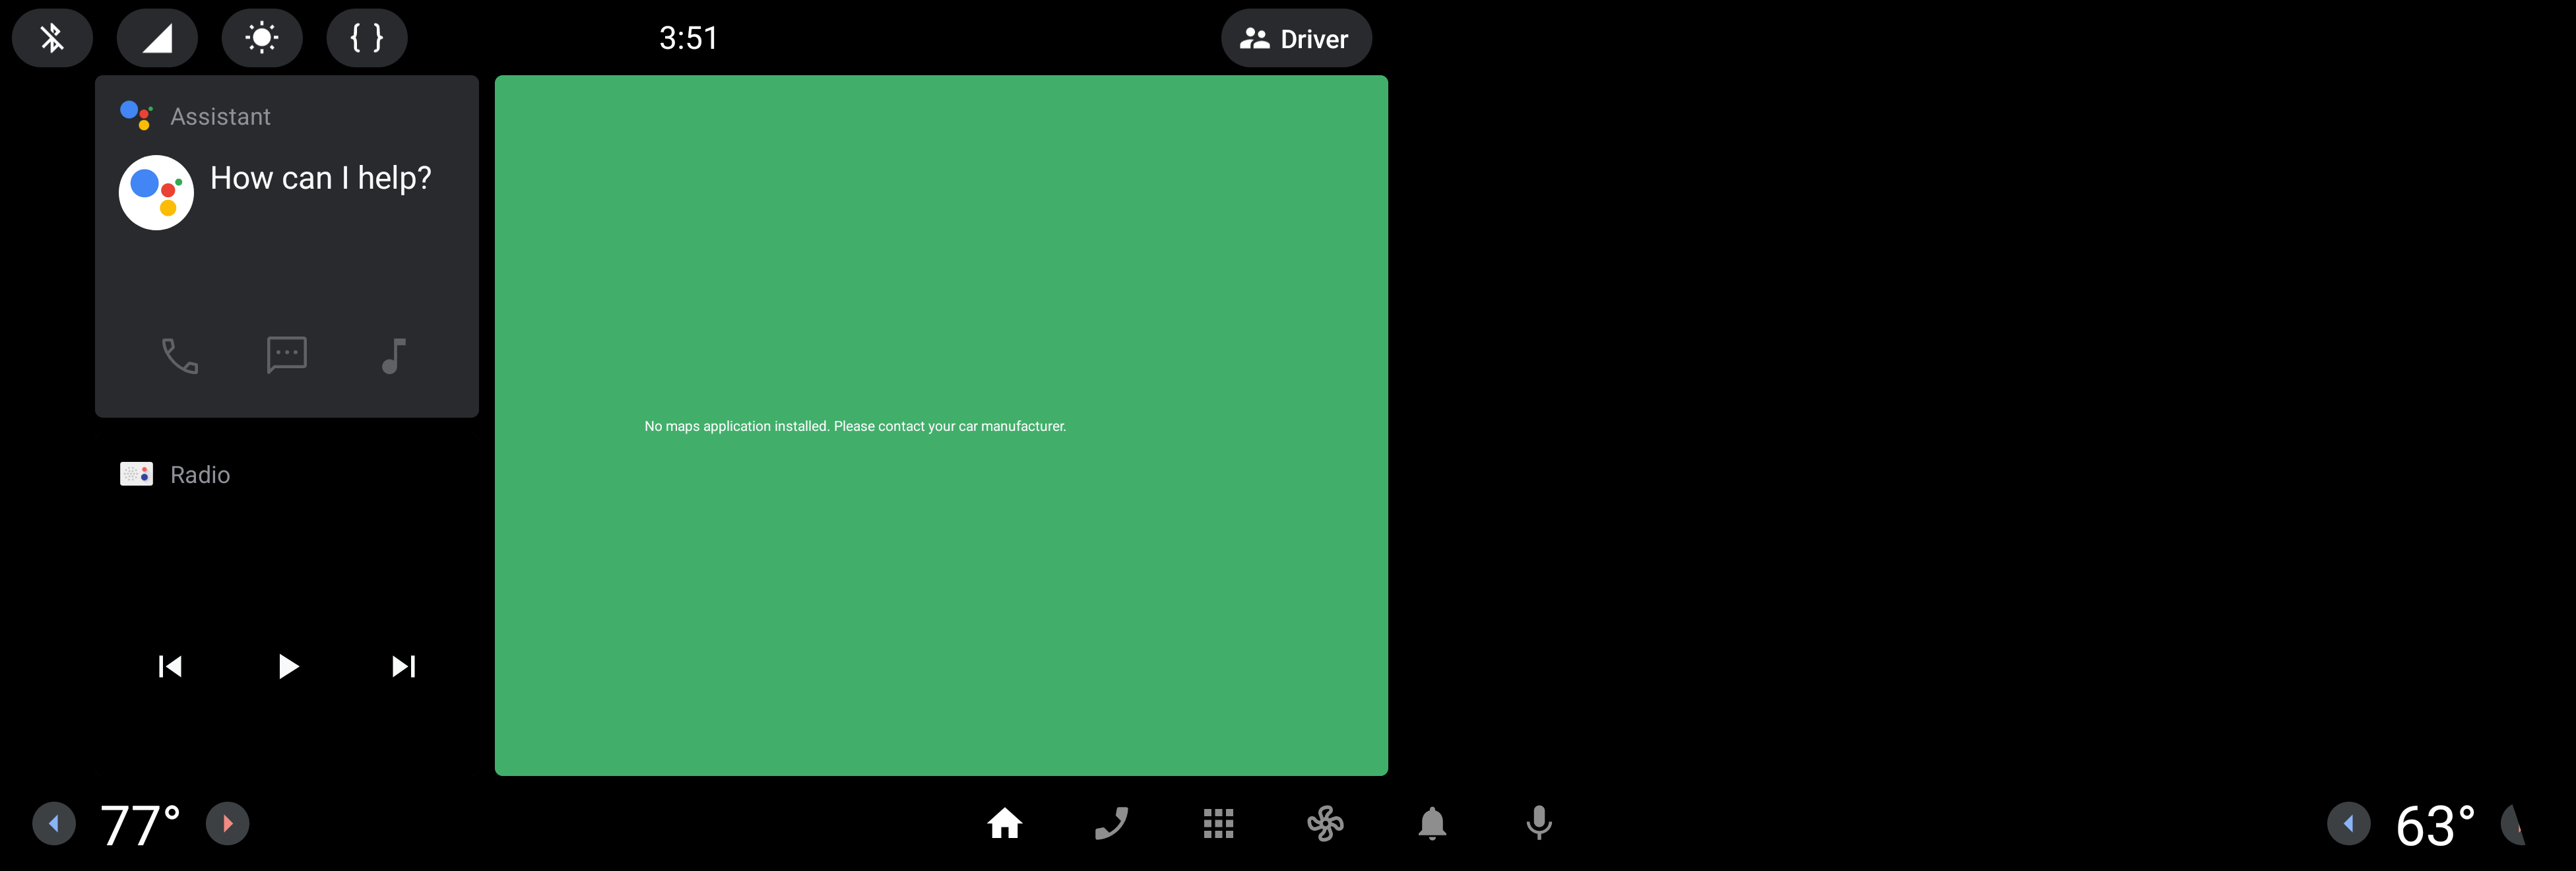 3:51
Driver
Assistant
How can I help?
No maps application installed. Please contact your car manufacturer.
Radio
77°
63°